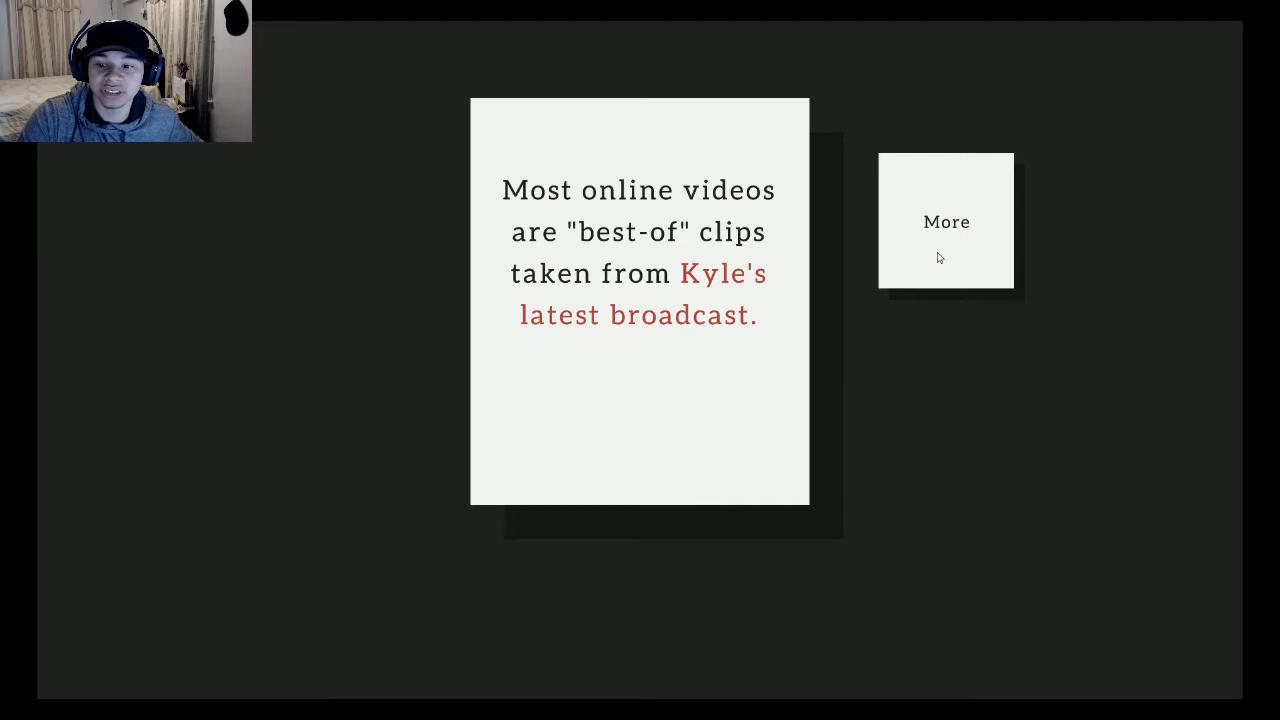 Most online videos
are "best-of" clips
taken from Kyle's
latest broadcast.
More